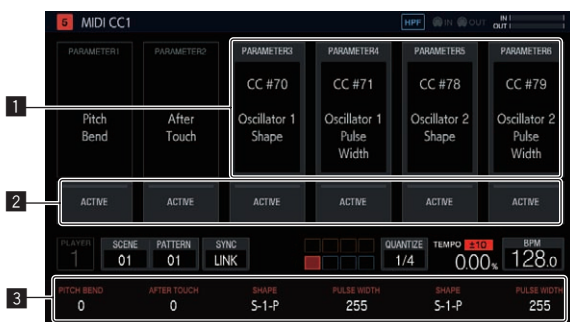 6 MIDI CC1 HPF IN OUT IN OUT
PARAMETER1 PARAMETER2 PARAMETER3 PARAMETER4 PARAMETER5 PARAMETER6
CC #70 CC #71 CC #78 CC #79
1
Pitch Bend
After Touch
Oscillator 1 Shape
Oscillator 1 Pulse Width
Oscillator 2 Shape
Oscillator 2 Pulse Width
2 ACTIVE ACTIVE ACTIVE ACTIVE ACTIVE ACTIVE
PLAYER SCENE PATTERN SYNC QUANTIZE TEMPO ±10 BPM
1 01 01 LINK 1/4 0.00% 128.0
3
PITCH BEND AFTER TOUCH SHAPE PULSE WIDTH SHAPE PULSE WIDTH
0 0 S-1-P 255 S-1-P 255